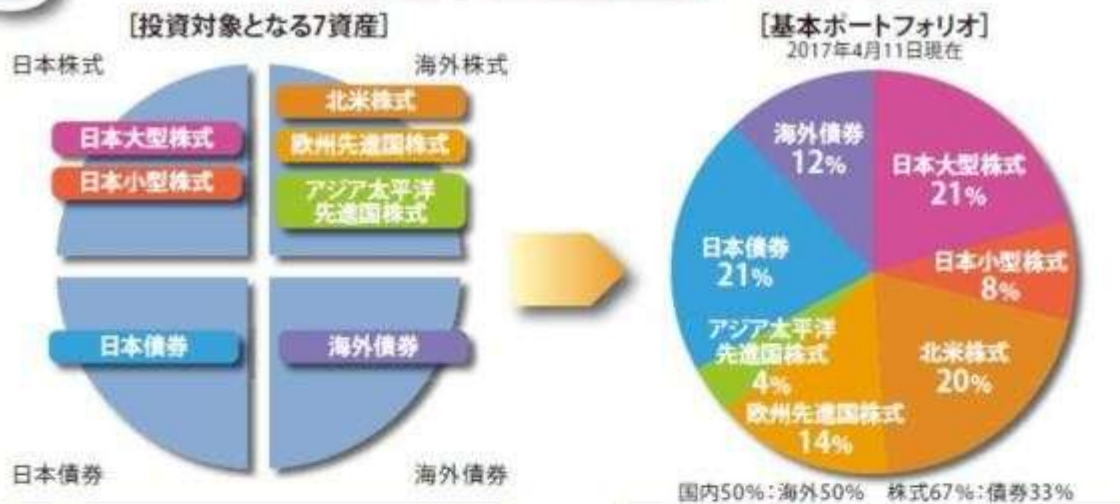 [投資対象となる7資産]
日本株式
海外株式
北米株式
日本大型株式
欧州先進国株式
日本小型株式
アジア太平洋
先進国株式
日本債券
海外債券
日本債券
海外債券
[基本ポートフォリオ]
2017年4月11日現在
海外債券
12%
日本大型株式
21%
日本債券
21%
日本小型株式
8%
アジア太平洋
先進国株式
4%
北米株式
20%
欧州先進国株式
14%
国内50%:海外50% 株式67%:債券33%